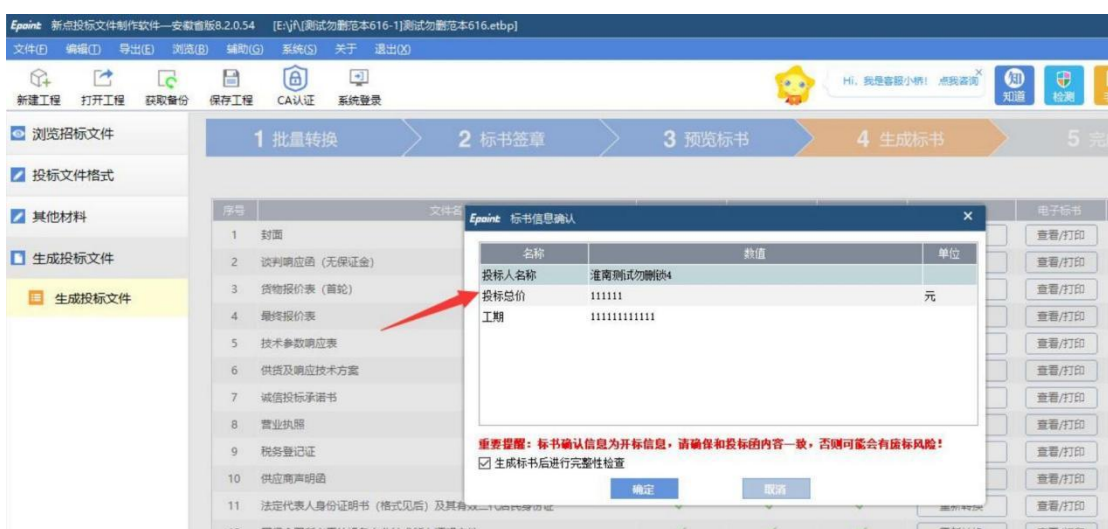 Epoint 新点投标文件制作软件—安徽省版8.2.0.54 [E:\jf\[测试勿删范本616-1]测试勿删范本616.etbp]
文件(F) 编辑(T) 导出(E) 浏览(B) 辅助(G) 系统(S) 关于 退出(X)
新建工程 打开工程 获取备份 保存工程 CA认证 系统登录
Hi，我是客服小桥！ 点我咨询 知道 检测
浏览招标文件
投标文件格式
其他材料
生成投标文件
生成投标文件
1 批量转换 2 标书签章 3 预览标书 4 生成标书 5
序号 文件名 电子标书
1 封面 查看/打印
2 谈判响应函（无保证金） 查看/打印
3 货物报价表（首轮） 查看/打印
4 最终报价表 查看/打印
5 技术参数响应表 查看/打印
6 供货及响应技术方案 查看/打印
7 诚信投标承诺书 查看/打印
8 营业执照 查看/打印
9 税务登记证 查看/打印
10 供应商声明函 查看/打印
11 法定代表人身份证明书（格式见后）及其有效二代居民身份证 重新转换 查看/打印
Epoint 标书信息确认
名称 数值 单位
投标人名称 淮南测试勿删锁4
投标总价 111111 元
工期 111111111111
重要提醒：标书确认信息为开标信息，请确保和投标函内容一致，否则可能会有废标风险！
生成标书后进行完整性检查
确定 取消